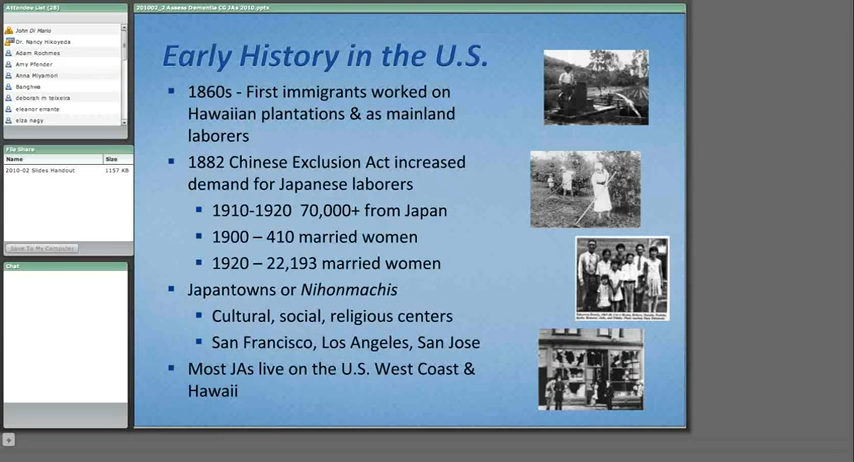 Attendee List (28)
John Di Mario
Dr. Nancy Hikoyeda
Adam Rochmes
Amy Pfender
Anna Miyamori
Banghwa
deborah m teixeira
eleanor errante
elza nagy
File Share
Name Size
2010-02 Slides Handout 1157 KB
Save To My Computer
Chat
201002_2 Assess Dementia CG JAs 2010.pptx
Early History in the U.S.
1860s - First immigrants worked on
Hawaiian plantations & as mainland
laborers
1882 Chinese Exclusion Act increased
demand for Japanese laborers
1910-1920 70,000+ from Japan
1900 – 410 married women
1920 – 22,193 married women
Japantowns or Nihonmachis
Cultural, social, religious centers
San Francisco, Los Angeles, San Jose
Most JAs live on the U.S. West Coast &
Hawaii